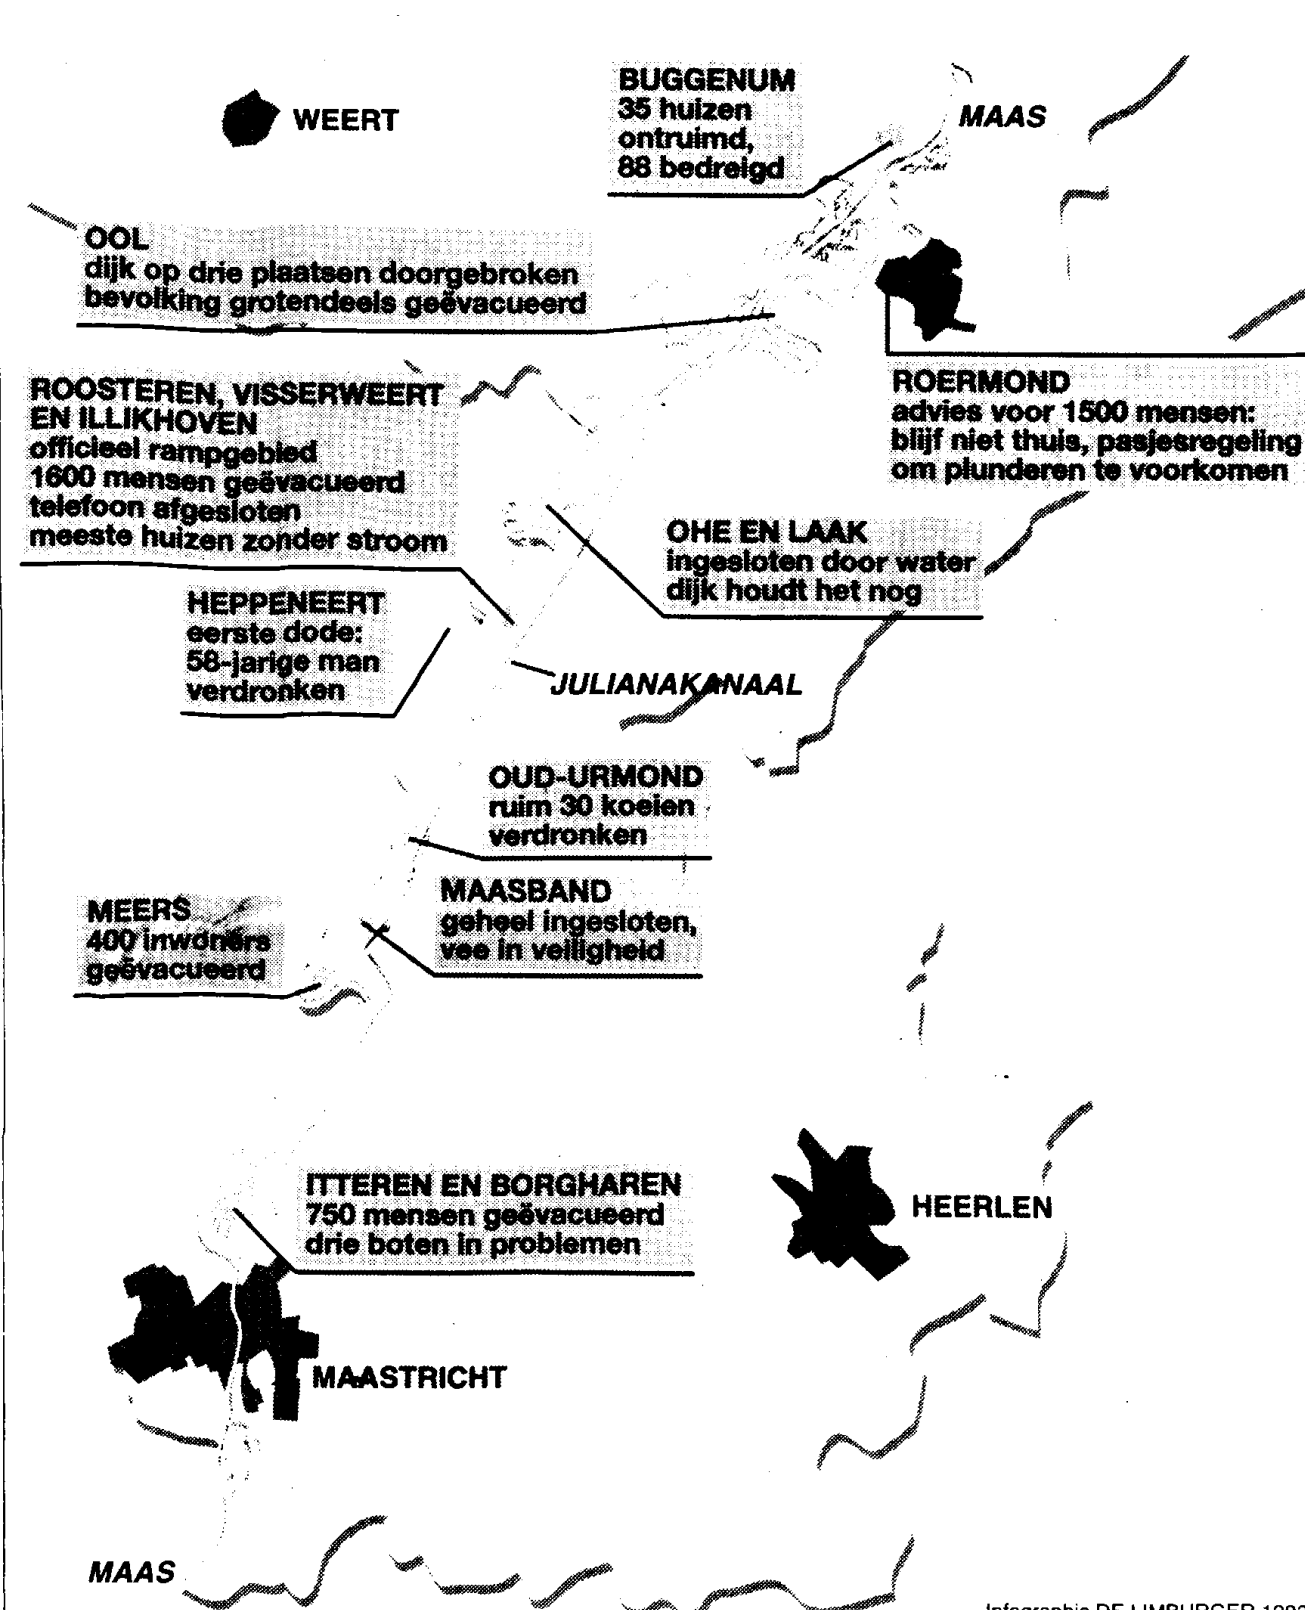 WEERT
BUGGENUM
35 huizen
ontruimd,
88 bedreigd
MAAS
OOL
dijk op drie plaatsen doorgebroken
bevolking grotendeels geëvacueerd
ROERMOND
advies voor 1500 mensen:
blijf niet thuis, pasjesregeling
om plunderen te voorkomen
ROOSTEREN, VISSERWEERT
EN ILLIKHOVEN
officieel rampgebied
1600 mensen geëvacueerd
telefoon afgesloten
meeste huizen zonder stroom
OHE EN LAAK
ingesloten door water
dijk houdt het nog
HEPPENEERT
eerste dode:
58-jarige man
verdronken
JULIANAKANAAL
OUD-URMOND
ruim 30 koeien
verdronken
MAASBAND
geheel ingesloten,
vee in veiligheid
MEERS
400 inwoners
geëvacueerd
ITTEREN EN BORGHAREN
750 mensen geëvacueerd
drie boten in problemen
HEERLEN
MAASTRICHT
MAAS
Infographic DE LIMBURGER